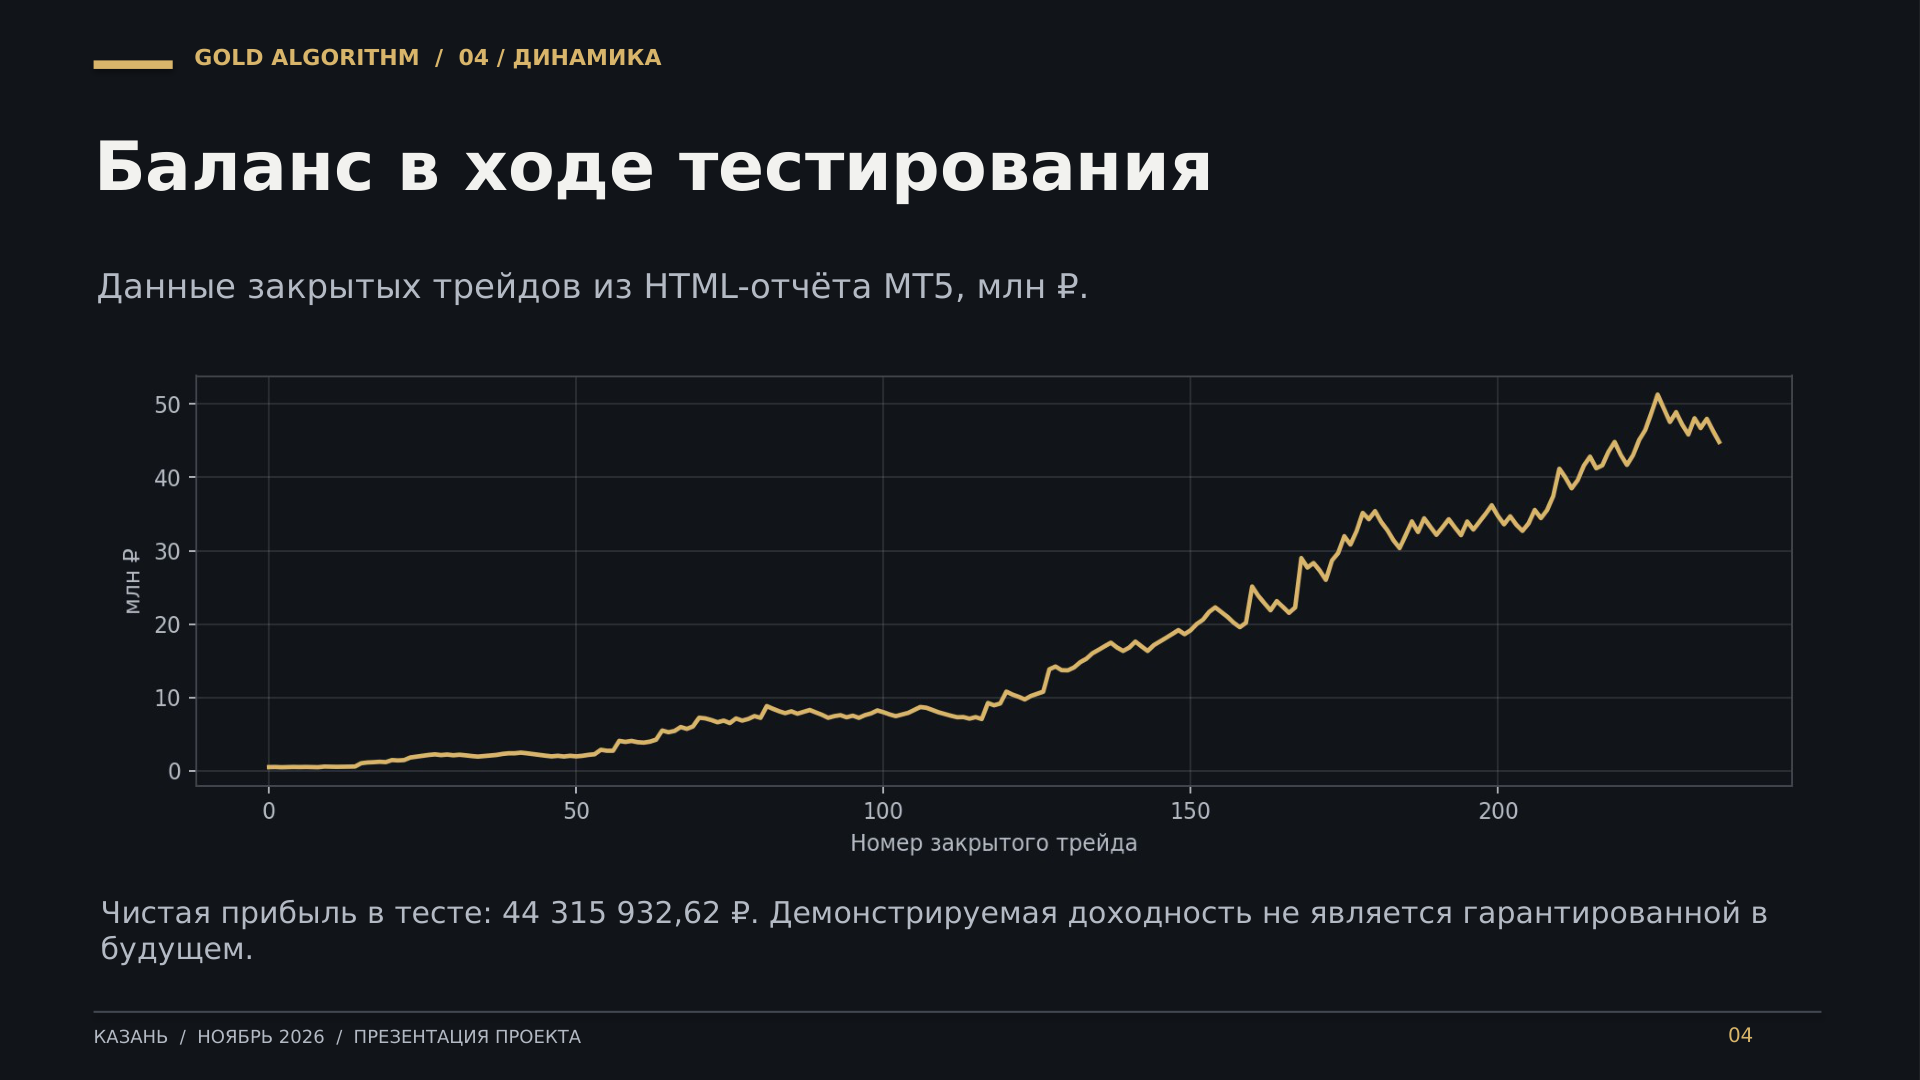 GOLD ALGORITHM / 04 / ДИНАМИКА
Баланс в ходе тестирования
Данные закрытых трейдов из HTML-отчёта MT5, млн ₽.
50
40
30
20
10
0
млн ₽
0 50 100 150 200
Номер закрытого трейда
Чистая прибыль в тесте: 44 315 932,62 ₽. Демонстрируемая доходность не является гарантированной в
будущем.
КАЗАНЬ / НОЯБРЬ 2026 / ПРЕЗЕНТАЦИЯ ПРОЕКТА
04